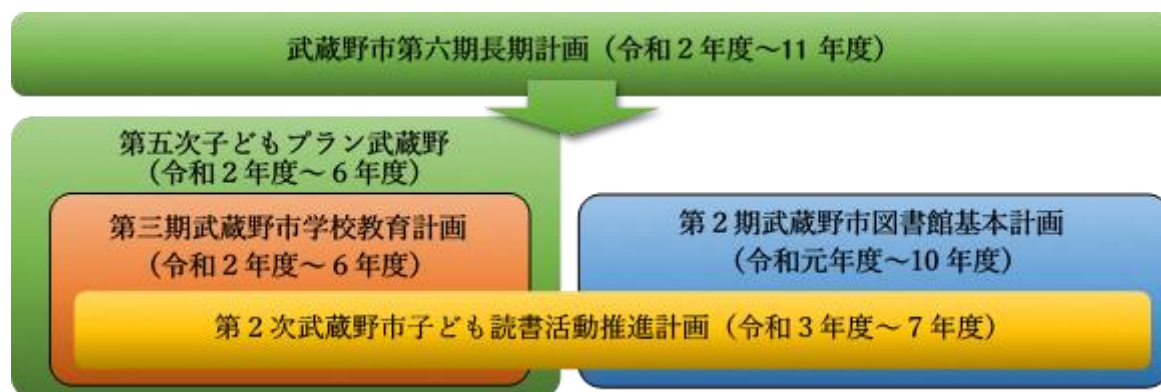 武蔵野市第六期長期計画（令和２年度～11 年度）
第五次子どもプラン武蔵野
（令和２年度～６年度）
第三期武蔵野市学校教育計画
（令和２年度～６年度）
第２期武蔵野市図書館基本計画
（令和元年度～10 年度）
第２次武蔵野市子ども読書活動推進計画（令和３年度～７年度）